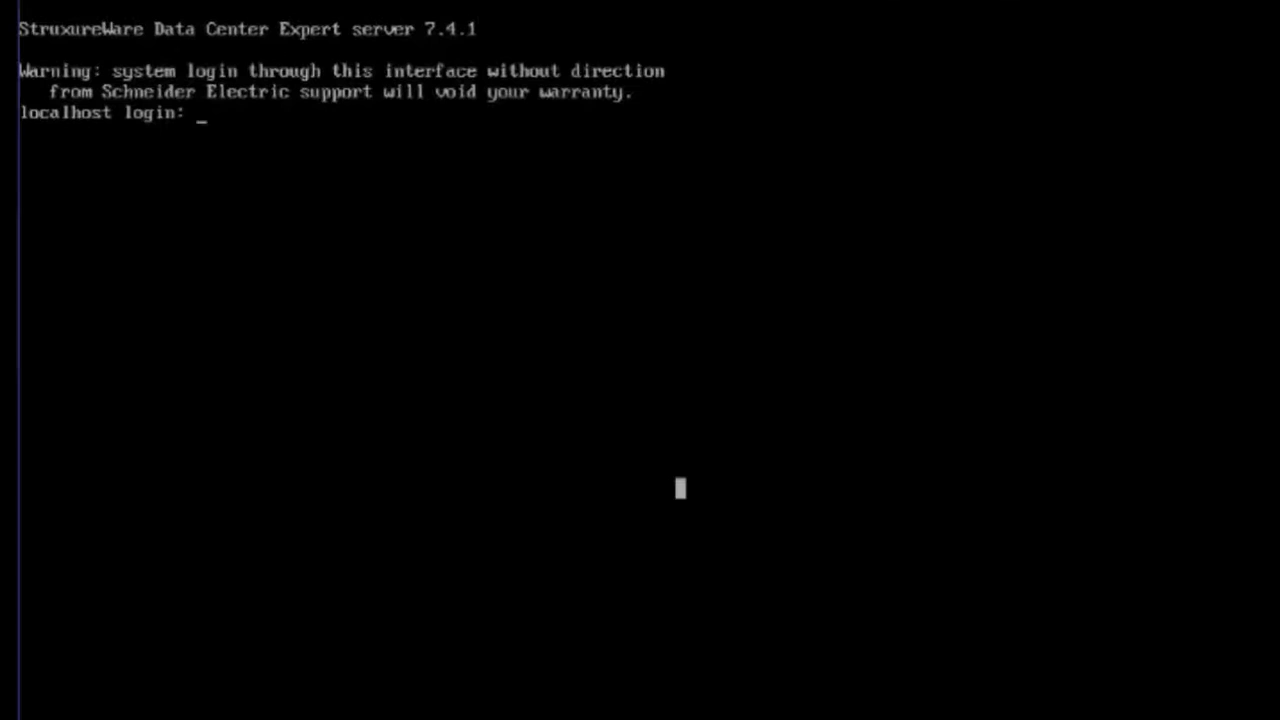 StruxureWare Data Center Expert server 7.4.1
Warning: system login through this interface without direction
from Schneider Electric support will void your warranty.
localhost login: _